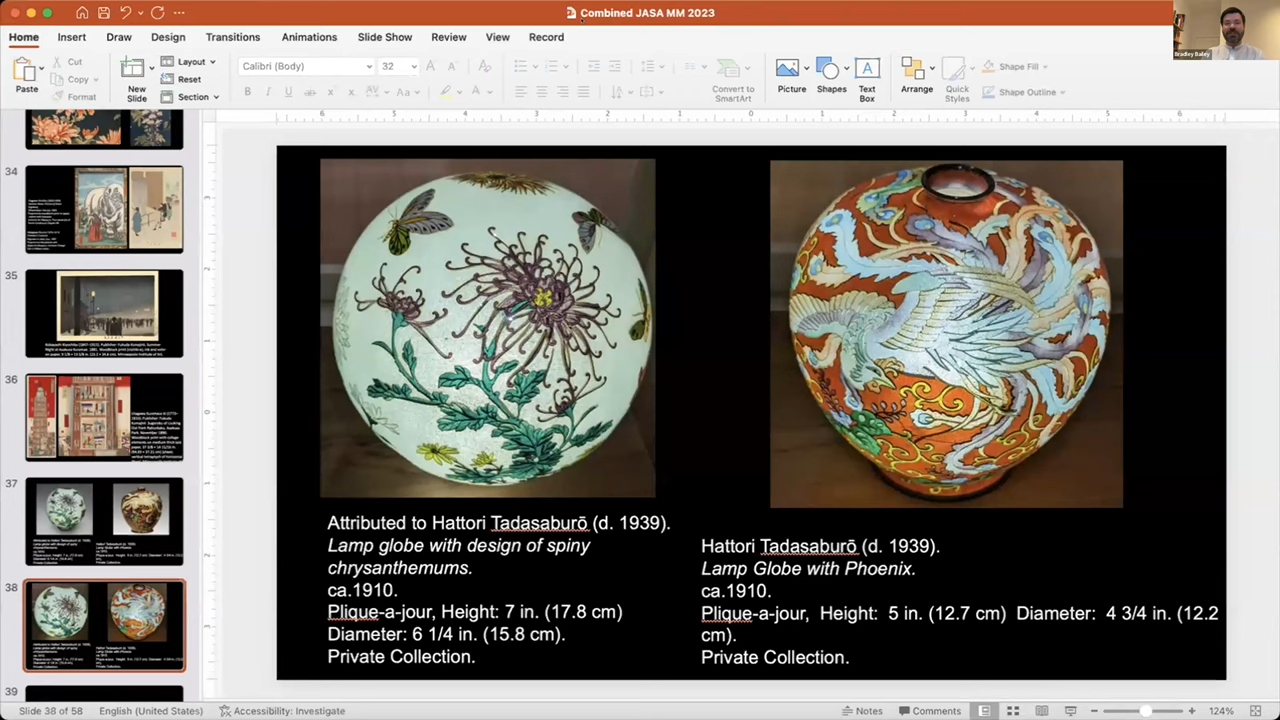 Combined JASA MM 2023
Bradley Bailey
Home Insert Draw Design Transitions Animations Slide Show Review View Record
Paste
Cut
Copy
Format
New
Slide
Layout
Reset
Section
Calibri (Body) 32
Convert to
SmartArt
Picture
Shapes
Text
Box
Arrange
Quick
Styles
Shape Fill
Shape Outline
34
35
36
37
38
39
Attributed to Hattori Tadasaburō (d. 1939).
Lamp globe with design of spiny
chrysanthemums.
ca.1910.
Plique-a-jour, Height: 7 in. (17.8 cm)
Diameter: 6 1/4 in. (15.8 cm).
Private Collection.
Hattori Tadasaburō (d. 1939).
Lamp Globe with Phoenix.
ca.1910.
Plique-a-jour, Height: 5 in. (12.7 cm) Diameter: 4 3/4 in. (12.2
cm).
Private Collection.
Slide 38 of 58 English (United States) Accessibility: Investigate Notes Comments 124%